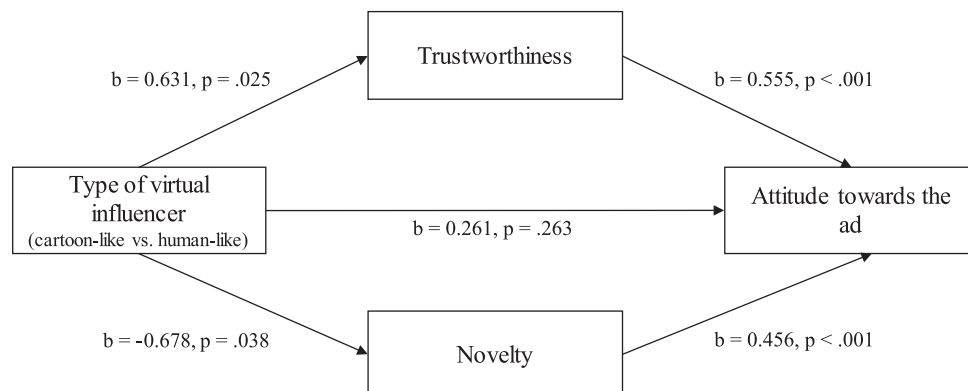 Trustworthiness
b = 0.631, p = .025
b = 0.555, p < .001
Type of virtual
influencer
(cartoon-like vs. human-like)
Attitude towards the
ad
b = 0.261, p = .263
b = -0.678, p = .038
Novelty
b = 0.456, p < .001